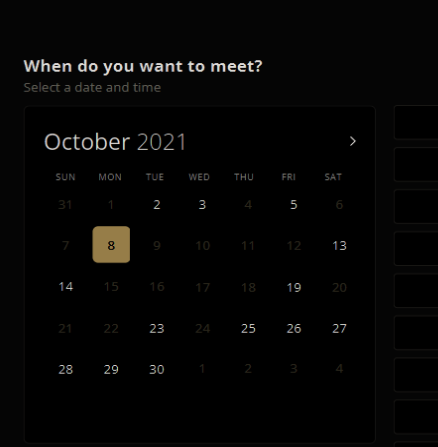 When do you want to meet?
Select a date and time
October 2021
SUN MON TUE WED THU FRI SAT
31 1 2 3 4 5 6
7 8 9 10 11 12 13
14 15 16 17 18 19 20
21 22 23 24 25 26 27
28 29 30 1 2 3 4